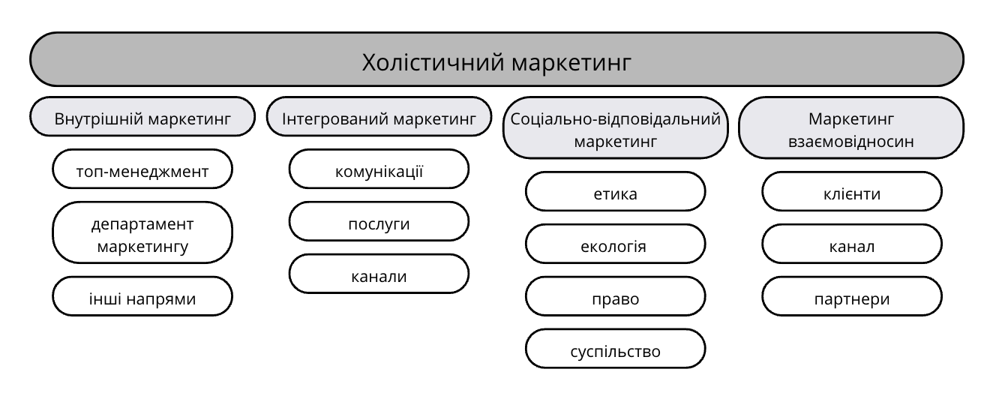 Холістичний маркетинг
Внутрішній маркетинг
топ-менеджмент
департамент
маркетингу
інші напрями
Інтегрований маркетинг
комунікації
послуги
канали
Соціально-відповідальний
маркетинг
етика
екологія
право
суспільство
Маркетинг
взаємовідносин
клієнти
канал
партнери